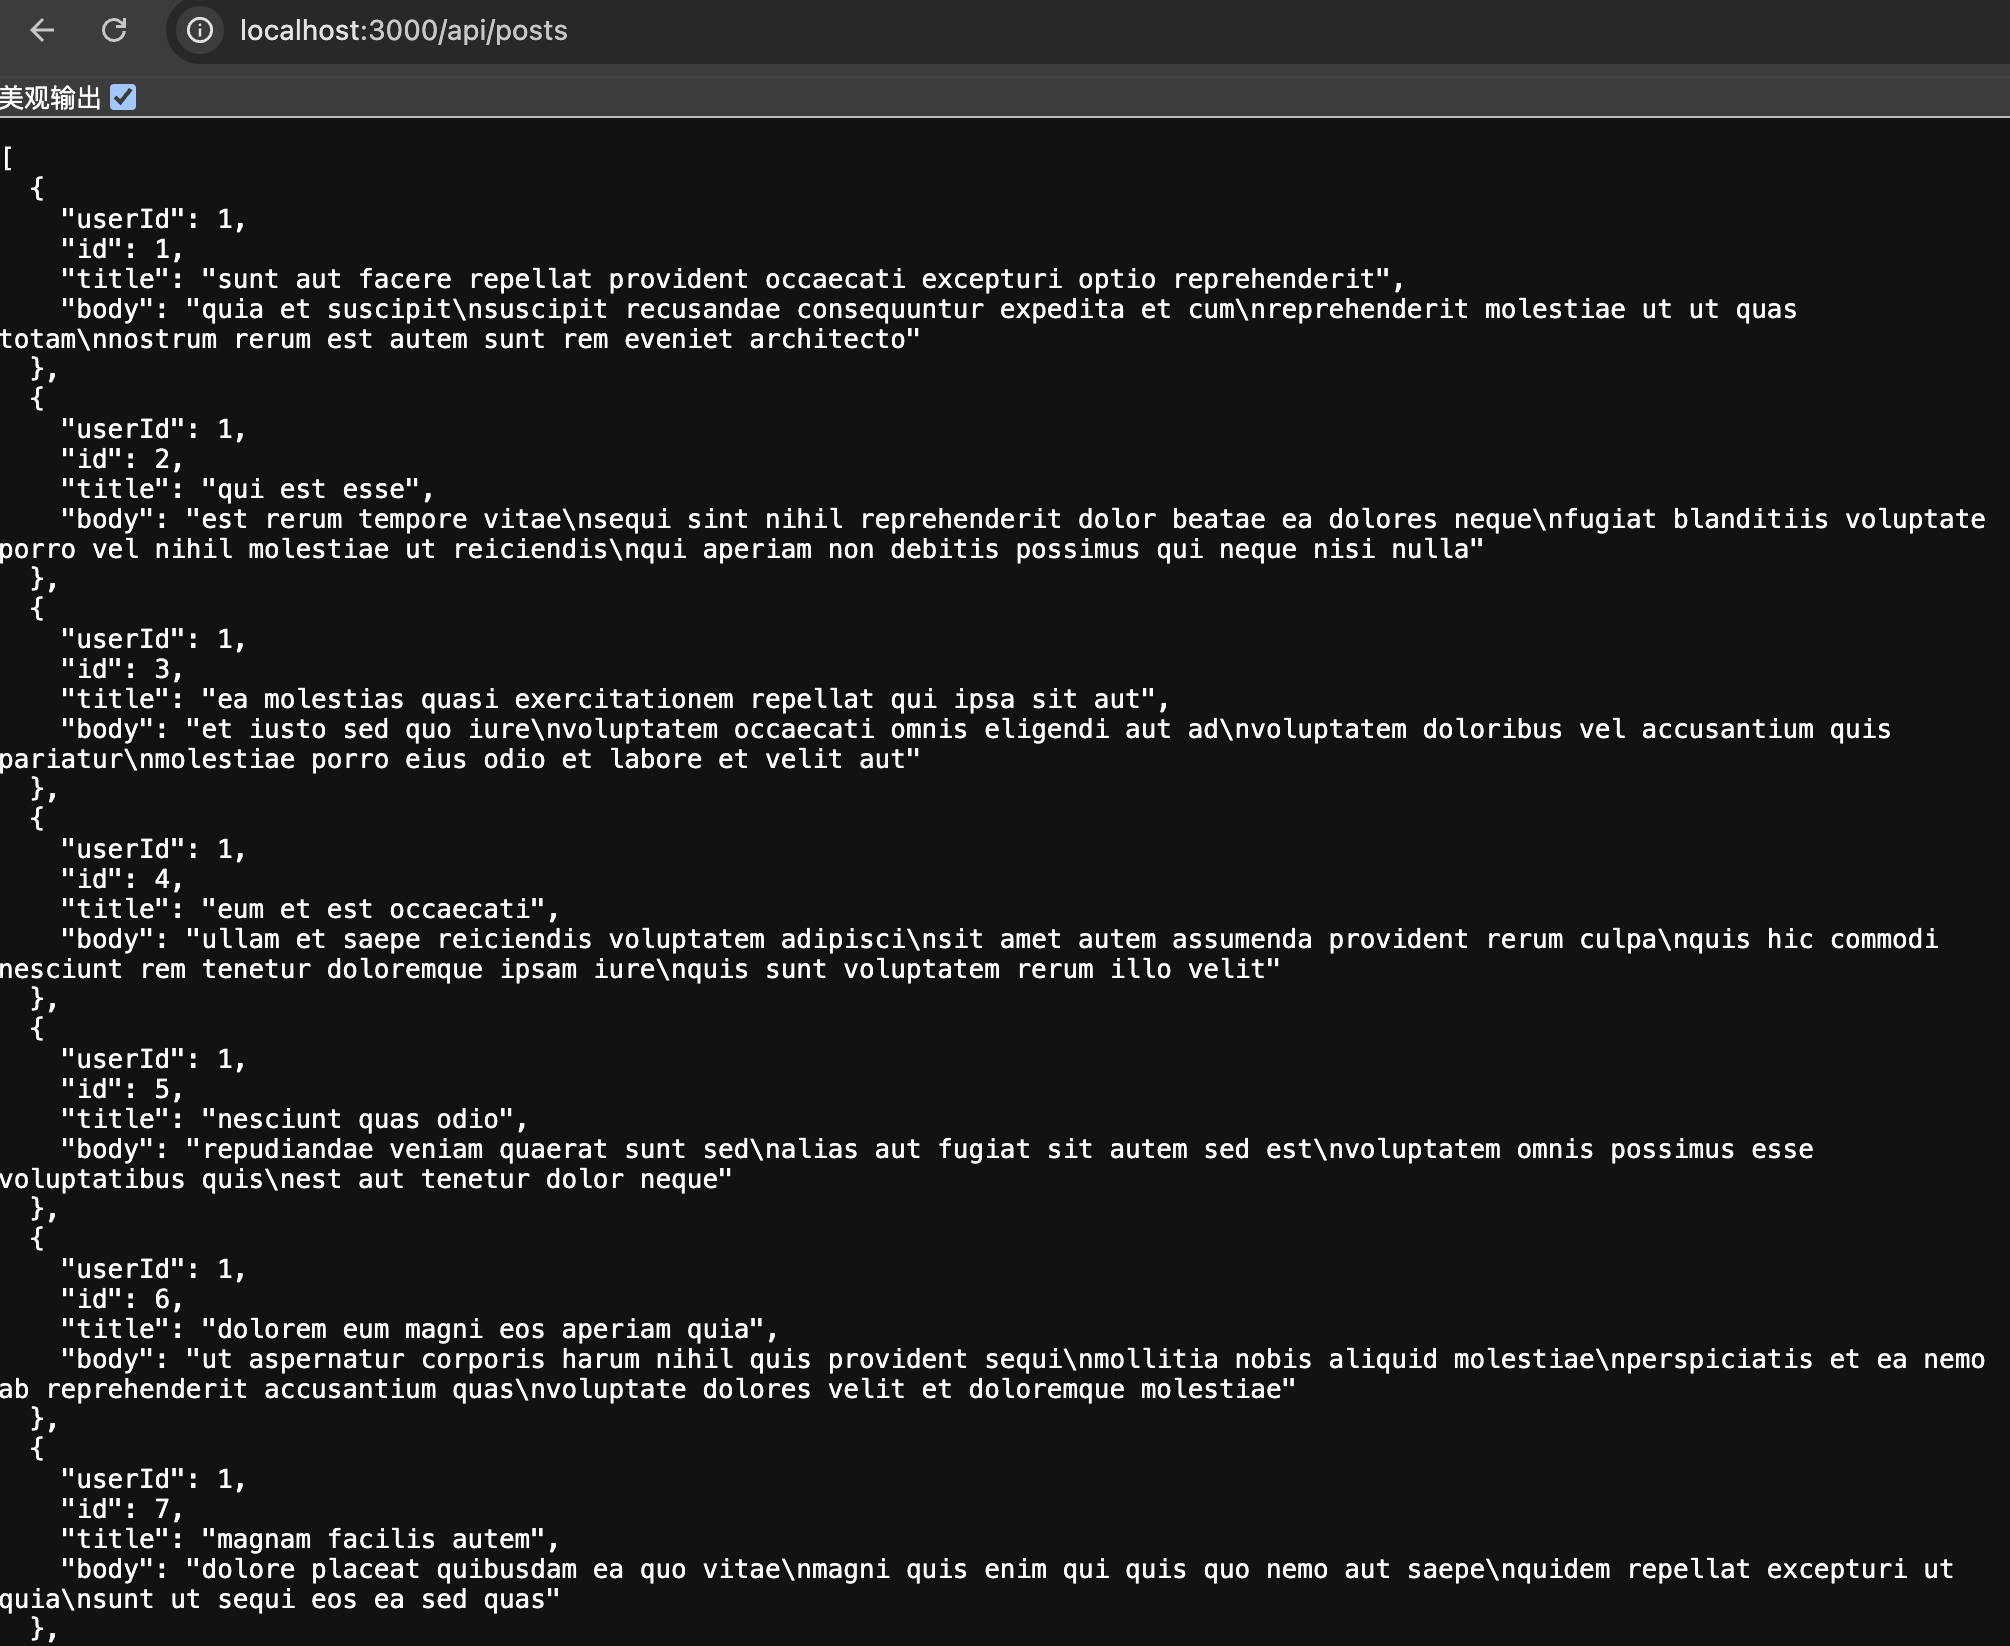 localhost:3000/api/posts
美观输出
[
  {
    "userId": 1,
    "id": 1,
    "title": "sunt aut facere repellat provident occaecati excepturi optio reprehenderit",
    "body": "quia et suscipit\nsuscipit recusandae consequuntur expedita et cum\nreprehenderit molestiae ut ut quas
totam\nnostrum rerum est autem sunt rem eveniet architecto"
  },
  {
    "userId": 1,
    "id": 2,
    "title": "qui est esse",
    "body": "est rerum tempore vitae\nsequi sint nihil reprehenderit dolor beatae ea dolores neque\nfugiat blanditiis voluptate
porro vel nihil molestiae ut reiciendis\nqui aperiam non debitis possimus qui neque nisi nulla"
  },
  {
    "userId": 1,
    "id": 3,
    "title": "ea molestias quasi exercitationem repellat qui ipsa sit aut",
    "body": "et iusto sed quo iure\nvoluptatem occaecati omnis eligendi aut ad\nvoluptatem doloribus vel accusantium quis
pariatur\nmolestiae porro eius odio et labore et velit aut"
  },
  {
    "userId": 1,
    "id": 4,
    "title": "eum et est occaecati",
    "body": "ullam et saepe reiciendis voluptatem adipisci\nsit amet autem assumenda provident rerum culpa\nquis hic commodi
nesciunt rem tenetur doloremque ipsam iure\nquis sunt voluptatem rerum illo velit"
  },
  {
    "userId": 1,
    "id": 5,
    "title": "nesciunt quas odio",
    "body": "repudiandae veniam quaerat sunt sed\nalias aut fugiat sit autem sed est\nvoluptatem omnis possimus esse
voluptatibus quis\nest aut tenetur dolor neque"
  },
  {
    "userId": 1,
    "id": 6,
    "title": "dolorem eum magni eos aperiam quia",
    "body": "ut aspernatur corporis harum nihil quis provident sequi\nmollitia nobis aliquid molestiae\nperspiciatis et ea nemo
ab reprehenderit accusantium quas\nvoluptate dolores velit et doloremque molestiae"
  },
  {
    "userId": 1,
    "id": 7,
    "title": "magnam facilis autem",
    "body": "dolore placeat quibusdam ea quo vitae\nmagni quis enim qui quis quo nemo aut saepe\nquidem repellat excepturi ut
quia\nsunt ut sequi eos ea sed quas"
  },